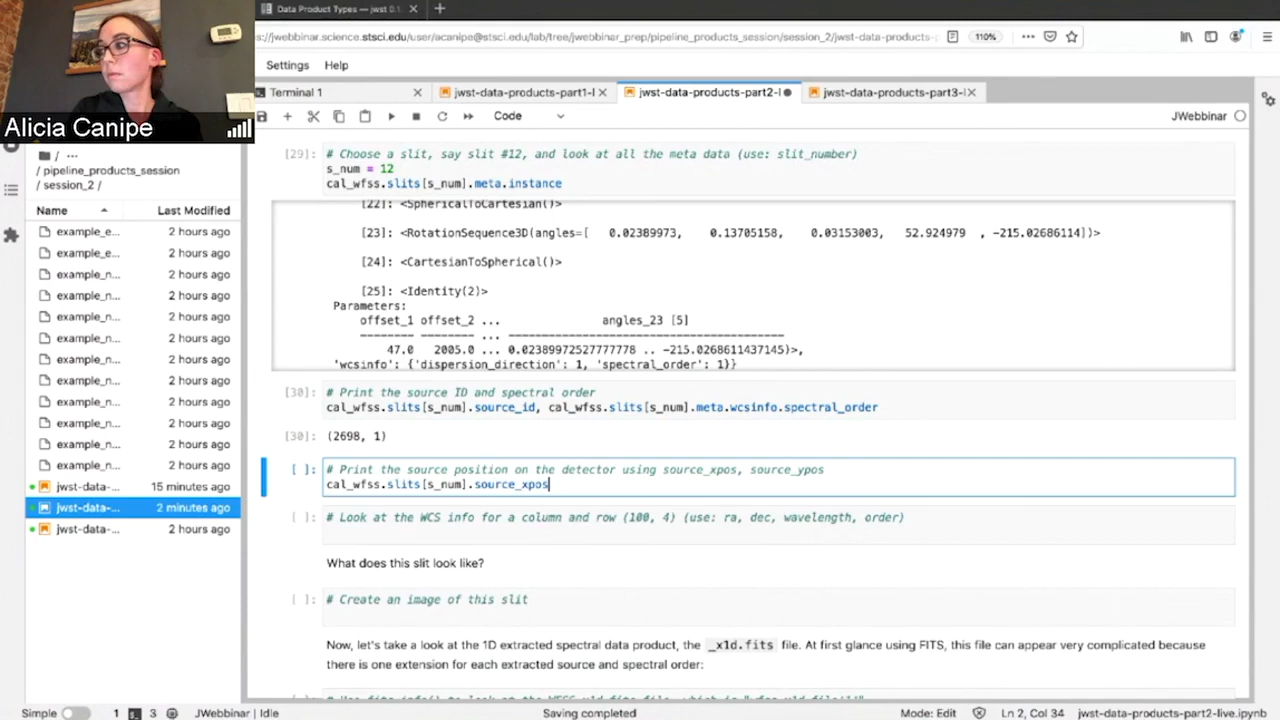 Data Product Types — jwst 0.1
jwebbinar.science.stsci.edu/user/acanipe@stsci.edu/lab/tree/jwebbinar_prep/pipeline_products_session/session_2/jwst-data-products-
110%
Alicia Canipe
Settings Help
Terminal 1
jwst-data-products-part1-l
jwst-data-products-part2-l
jwst-data-products-part3-l
Code
JWebbinar
/ ...
/ pipeline_products_session
/ session_2 /
Name Last Modified
example_e... 2 hours ago
example_e... 2 hours ago
example_n... 2 hours ago
example_n... 2 hours ago
example_n... 2 hours ago
example_n... 2 hours ago
example_n... 2 hours ago
example_n... 2 hours ago
example_n... 2 hours ago
example_n... 2 hours ago
example_n... 2 hours ago
example_n... 2 hours ago
jwst-data-... 15 minutes ago
jwst-data-... 2 minutes ago
jwst-data-... 2 hours ago
[29]: # Choose a slit, say slit #12, and look at all the meta data (use: slit_number)
s_num = 12
cal_wfss.slits[s_num].meta.instance
[22]: <SphericalToCartesian()>
[23]: <RotationSequence3D(angles=[ 0.02389973, 0.13705158, 0.03153003, 52.924979 , -215.02686114])>
[24]: <CartesianToSpherical()>
[25]: <Identity(2)>
Parameters:
offset_1 offset_2 ... angles_23 [5]
-------- -------- ... ---------------------------------------
47.0 2005.0 ... 0.02389972527777778 .. -215.0268611437145)>,
'wcsinfo': {'dispersion_direction': 1, 'spectral_order': 1}}
[30]: # Print the source ID and spectral order
cal_wfss.slits[s_num].source_id, cal_wfss.slits[s_num].meta.wcsinfo.spectral_order
[30]: (2698, 1)
[ ]: # Print the source position on the detector using source_xpos, source_ypos
cal_wfss.slits[s_num].source_xpos
[ ]: # Look at the WCS info for a column and row (100, 4) (use: ra, dec, wavelength, order)
What does this slit look like?
[ ]: # Create an image of this slit
Now, let's take a look at the 1D extracted spectral data product, the _x1d.fits file. At first glance using FITS, this file can appear very complicated because
there is one extension for each extracted source and spectral order:
Simple 1 3 JWebbinar | Idle Saving completed Mode: Edit Ln 2, Col 34 jwst-data-products-part2-live.ipynb